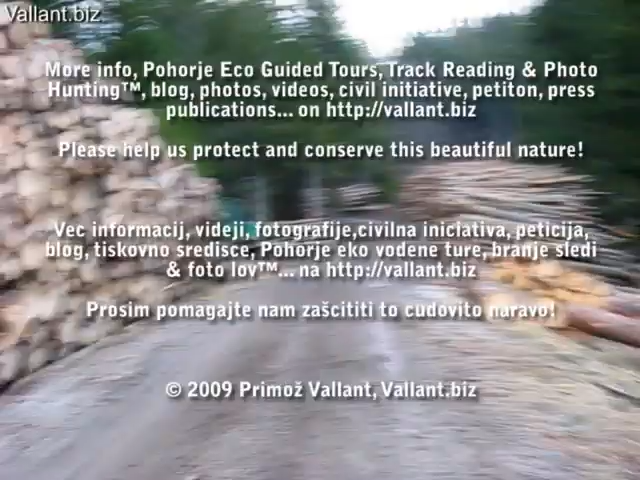 Vallant.biz
More info, Pohorje Eco Guided Tours, Track Reading & Photo
Hunting™, blog, photos, videos, civil initiative, petiton, press
publications... on http://vallant.biz
Please help us protect and conserve this beautiful nature!
Vec informacij, videji, fotografije,civilna iniciativa, peticija,
blog, tiskovno sredisce, Pohorje eko vodene ture, branje sledi
& foto lov™... na http://vallant.biz
Prosim pomagajte nam zašcititi to cudovito naravo!
© 2009 Primož Vallant, Vallant.biz